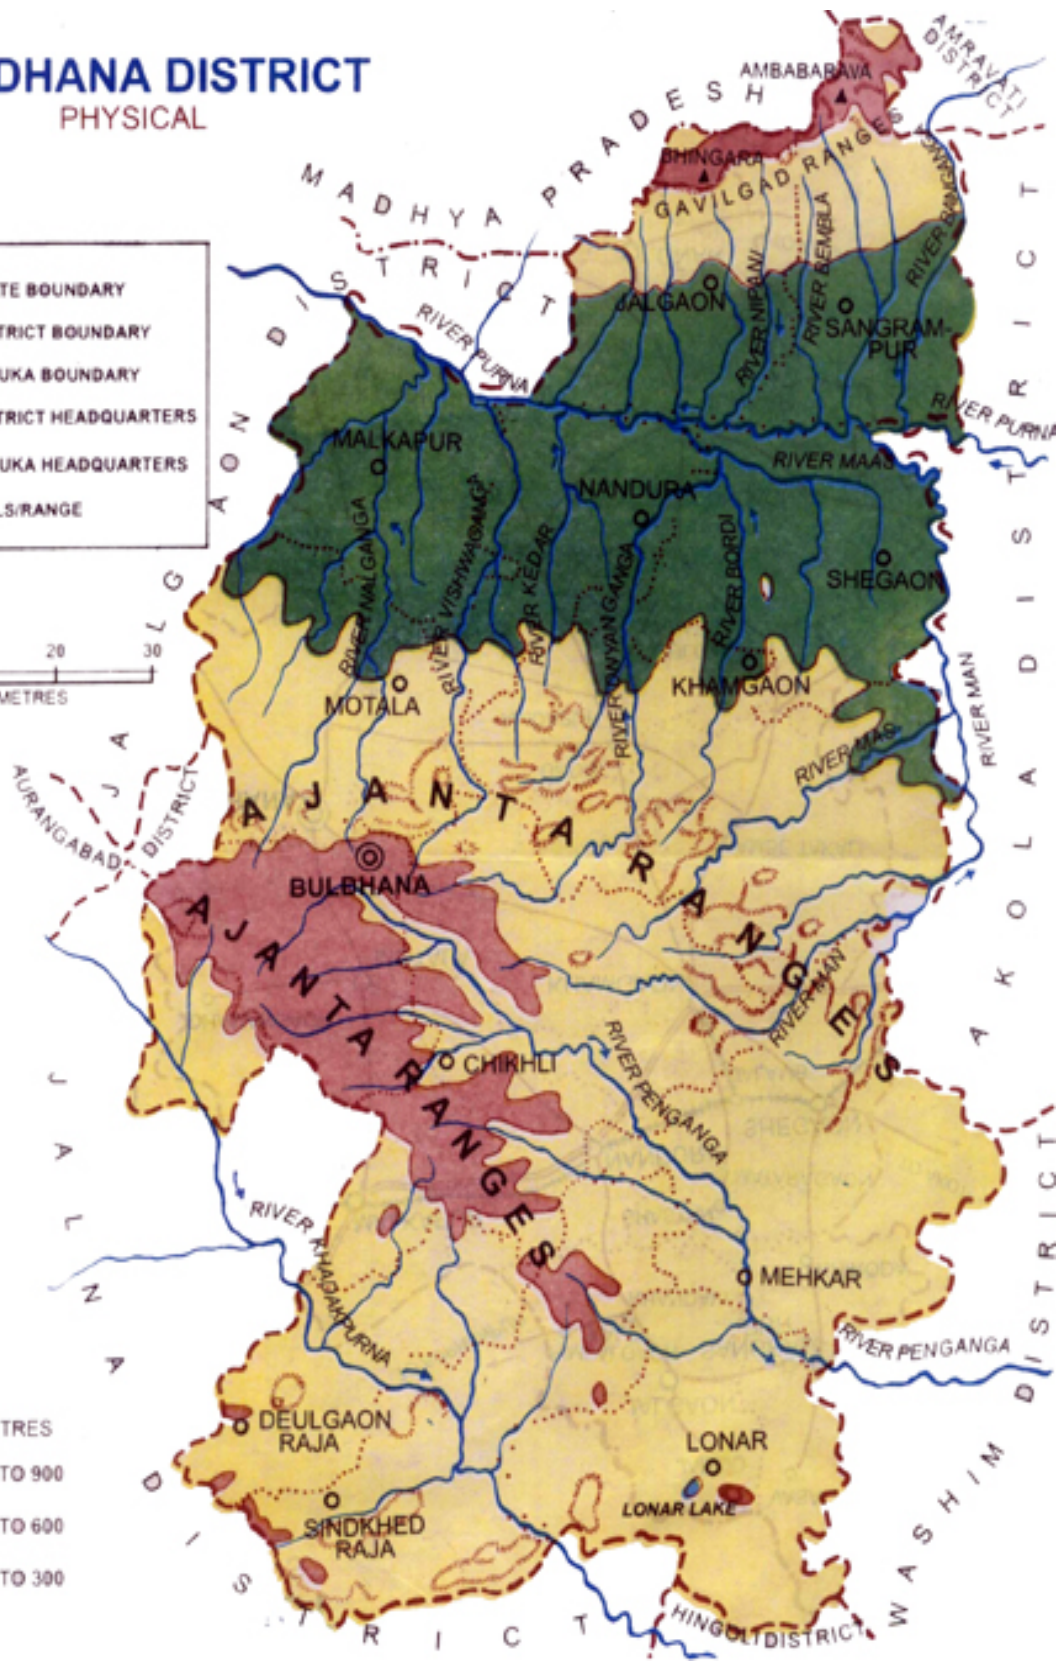 DHANA DISTRICT
PHYSICAL
AMBABARAVA
AMRAVATI
DISTRICT
MADHYA PRADESH
BHINGARA
GAVILGAD RANGES
RIVER BANGANGA
DISTRICT
TE BOUNDARY
TRICT BOUNDARY
UKA BOUNDARY
TRICT HEADQUARTERS
UKA HEADQUARTERS
LS/RANGE
JALGAON
RIVER NIPANI
RIVER BEMBLA
SANGRAM-
PUR
RIVER PURNA
RIVER PURNA
MALKAPUR
RIVER MAAS
NANDURA
RIVER NALGANGA
RIVER VISHWAGANGA
RIVER KEDAR
RIVER DNYANGANGA
RIVER BORDI
SHEGAON
20 30
METRES
MOTALA
KHAMGAON
RIVER MAN
RIVER MAS
JALGAON
AURANGABAD
DISTRICT
AJANTA RANGES
BULBHANA
AJANTA RANGES
AKOLA DISTRICT
RIVER MAN
CHIKHLI
RIVER PENGANGA
RIVER KHADAKPURNA
MEHKAR
RIVER PENGANGA
JALNA DISTRICT
DEULGAON
RAJA
LONAR
LONAR LAKE
SINDKHED
RAJA
TRES
TO 900
TO 600
TO 300
WASHIM DISTRICT
HINGOLI DISTRICT